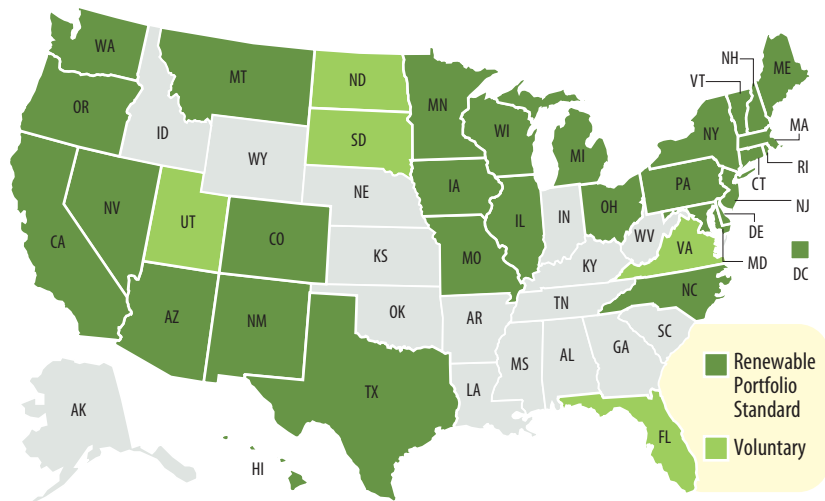 WA
MT
ND
MN
NH
ME
VT
OR
ID
SD
WI
MI
NY
MA
WY
RI
CT
IA
PA
NE
NJ
NV
UT
CO
IL
IN
OH
WV
DE
CA
KS
MO
KY
VA
MD
DC
AZ
NM
OK
AR
TN
NC
SC
MS
AL
GA
TX
LA
AK
HI
FL
Renewable
Portfolio
Standard
Voluntary